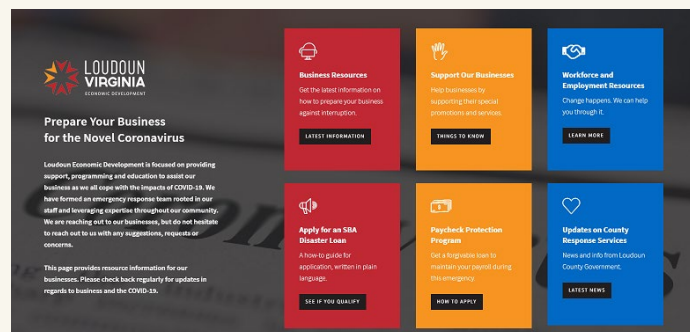 LOUDOUN
VIRGINIA
ECONOMIC DEVELOPMENT
Prepare Your Business
for the Novel Coronavirus
Loudoun Economic Development is focused on providing
support, programming and education to assist our
business as we all cope with the impacts of COVID-19. We
have formed an emergency response team rooted in our
staff and leveraging expertise throughout our community.
We are reaching out to our businesses, but do not hesitate
to reach out to us with any suggestions, requests or
concerns.
This page provides resource information for our
businesses. Please check back regularly for updates in
regards to business and the COVID-19.
Business Resources
Get the latest information on
how to prepare your business
against interruption.
LATEST INFORMATION
Support Our Businesses
Help businesses by
supporting their special
promotions and services.
THINGS TO KNOW
Workforce and
Employment Resources
Change happens. We can help
you through it.
LEARN MORE
Apply for an SBA
Disaster Loan
A how-to guide for
application, written in plain
language.
SEE IF YOU QUALIFY
Paycheck Protection
Program
Get a forgivable loan to
maintain your payroll during
this emergency.
HOW TO APPLY
Updates on County
Response Services
News and info from Loudoun
County Government.
LATEST NEWS